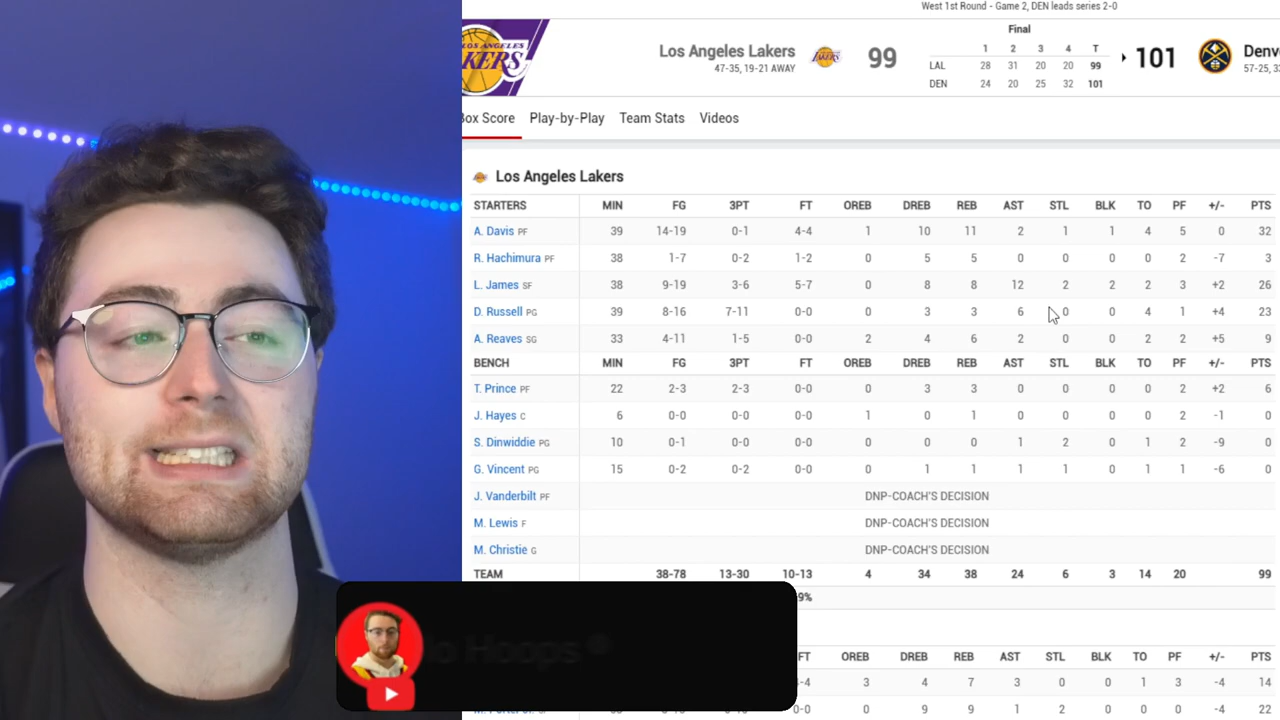 West 1st Round - Game 2, DEN leads series 2-0
LOS ANGELES
KERS
Los Angeles Lakers
47-35, 19-21 AWAY
LAKERS
99
Final
1 2 3 4 T
LAL 28 31 20 20 99
DEN 24 20 25 32 101
101
Denv
57-25, 33
Box Score Play-by-Play Team Stats Videos
Los Angeles Lakers
STARTERS MIN FG 3PT FT OREB DREB REB AST STL BLK TO PF +/- PTS
A. Davis PF 39 14-19 0-1 4-4 1 10 11 2 1 1 4 5 0 32
R. Hachimura PF 38 1-7 0-2 1-2 0 5 5 0 0 0 0 2 -7 3
L. James SF 38 9-19 3-6 5-7 0 8 8 12 2 2 2 3 +2 26
D. Russell PG 39 8-16 7-11 0-0 0 3 3 6 0 0 4 1 +4 23
A. Reaves SG 33 4-11 1-5 0-0 2 4 6 2 0 0 2 2 +5 9
BENCH MIN FG 3PT FT OREB DREB REB AST STL BLK TO PF +/- PTS
T. Prince PF 22 2-3 2-3 0-0 0 3 3 0 0 0 0 2 +2 6
J. Hayes C 6 0-0 0-0 0-0 1 0 1 0 0 0 0 2 -1 0
S. Dinwiddie PG 10 0-1 0-0 0-0 0 0 0 1 2 0 1 2 -9 0
G. Vincent PG 15 0-2 0-2 0-0 0 1 1 1 1 0 1 1 -6 0
J. Vanderbilt PF DNP-COACH'S DECISION
M. Lewis F DNP-COACH'S DECISION
M. Christie G DNP-COACH'S DECISION
TEAM 38-78 13-30 10-13 4 34 38 24 6 3 14 20 99
9%
Hoops
FT OREB DREB REB AST STL BLK TO PF +/- PTS
-4 3 4 7 3 0 0 1 3 -4 14
0-0 0 9 9 1 2 0 0 0 -4 22